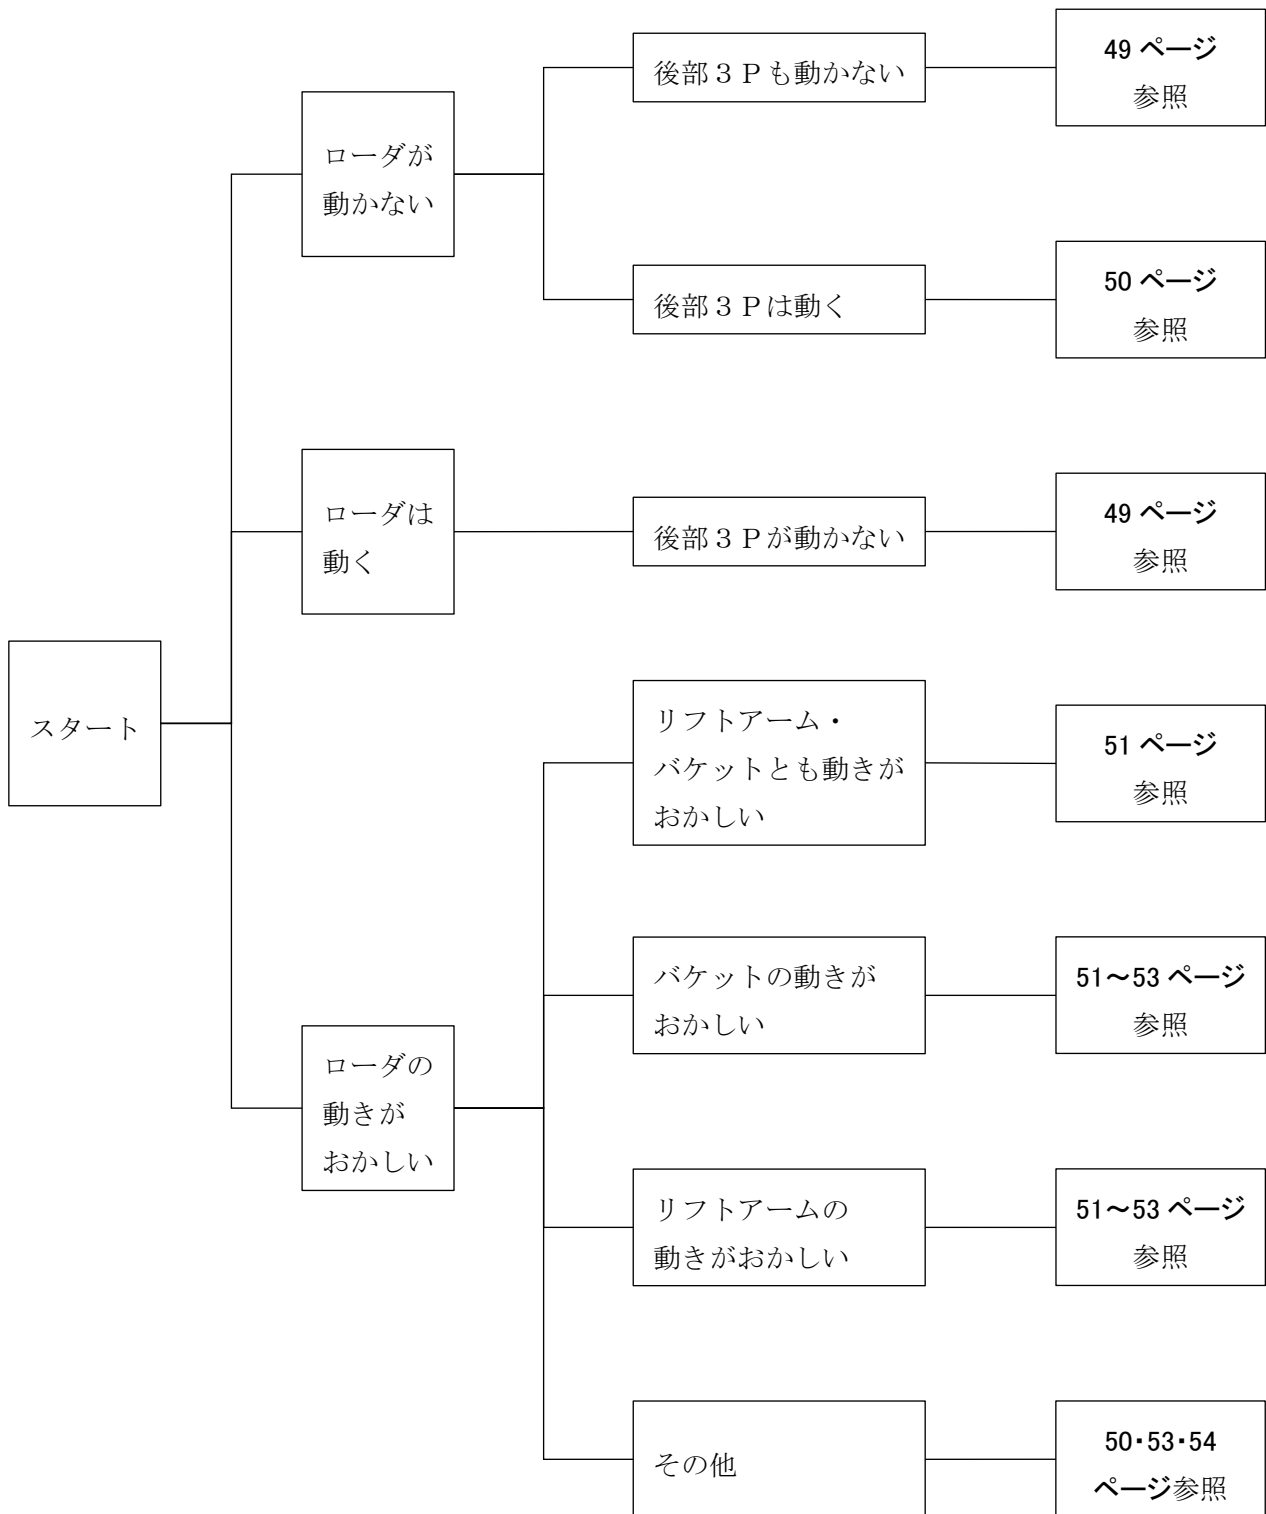 スタート
ローダが
動かない
後部３Ｐも動かない
49 ページ
参照
後部３Ｐは動く
50 ページ
参照
ローダは
動く
後部３Ｐが動かない
49 ページ
参照
ローダの
動きが
おかしい
リフトアーム・
バケットとも動きが
おかしい
51 ページ
参照
バケットの動きが
おかしい
51～53 ページ
参照
リフトアームの
動きがおかしい
51～53 ページ
参照
その他
50・53・54
ページ参照